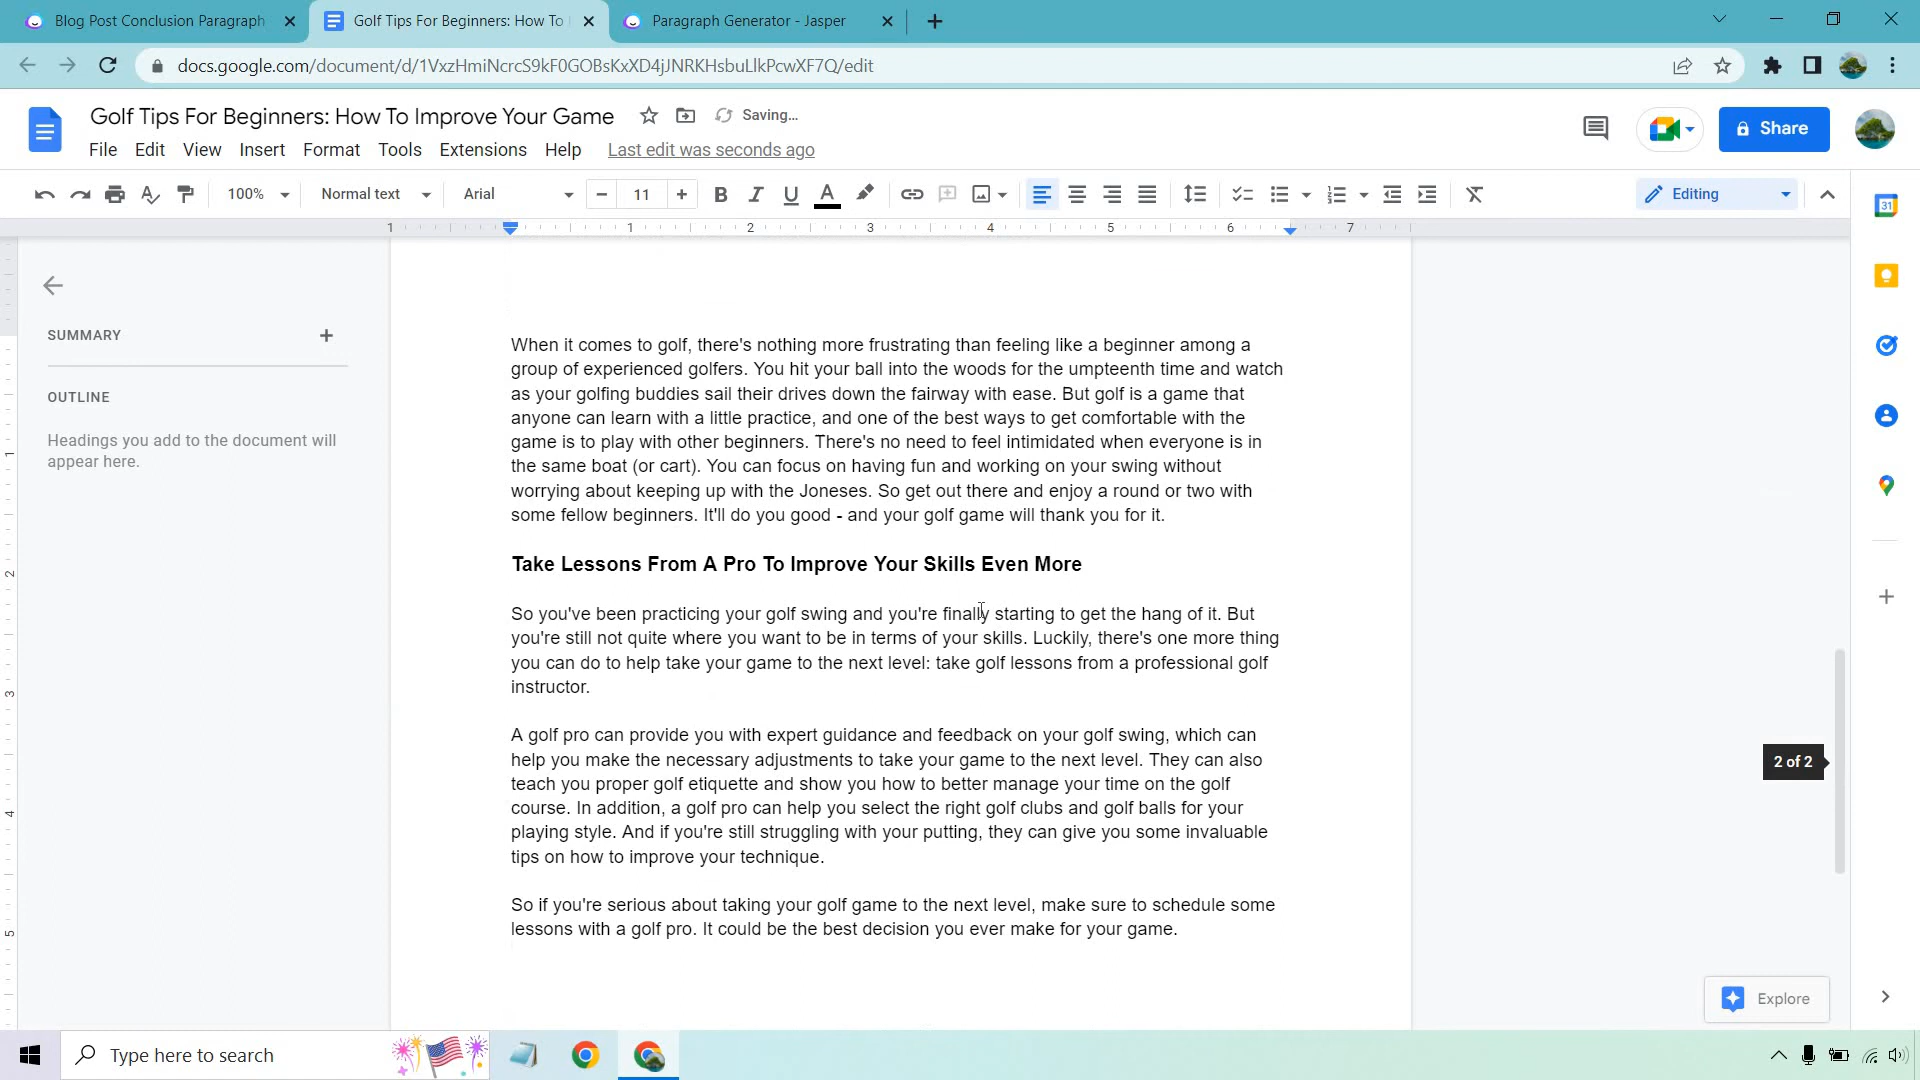 Blog Post Conclusion Paragraph
Golf Tips For Beginners: How To
Paragraph Generator - Jasper
docs.google.com/document/d/1VxzHmiNcrcS9kF0GOBsKxXD4jJNRKHsbuLlkPcwXF7Q/edit
Golf Tips For Beginners: How To Improve Your Game
Saving...
File Edit View Insert Format Tools Extensions Help Last edit was seconds ago
Share
100% Normal text Arial 11 B I U A Editing
1 1 2 3 4 5 6 7
31
SUMMARY
OUTLINE
Headings you add to the document will
appear here.
1
2
3
4
5
When it comes to golf, there's nothing more frustrating than feeling like a beginner among a
group of experienced golfers. You hit your ball into the woods for the umpteenth time and watch
as your golfing buddies sail their drives down the fairway with ease. But golf is a game that
anyone can learn with a little practice, and one of the best ways to get comfortable with the
game is to play with other beginners. There's no need to feel intimidated when everyone is in
the same boat (or cart). You can focus on having fun and working on your swing without
worrying about keeping up with the Joneses. So get out there and enjoy a round or two with
some fellow beginners. It'll do you good - and your golf game will thank you for it.
Take Lessons From A Pro To Improve Your Skills Even More
So you've been practicing your golf swing and you're finally starting to get the hang of it. But
you're still not quite where you want to be in terms of your skills. Luckily, there's one more thing
you can do to help take your game to the next level: take golf lessons from a professional golf
instructor.
A golf pro can provide you with expert guidance and feedback on your golf swing, which can
help you make the necessary adjustments to take your game to the next level. They can also
teach you proper golf etiquette and show you how to better manage your time on the golf
course. In addition, a golf pro can help you select the right golf clubs and golf balls for your
playing style. And if you're still struggling with your putting, they can give you some invaluable
tips on how to improve your technique.
So if you're serious about taking your golf game to the next level, make sure to schedule some
lessons with a golf pro. It could be the best decision you ever make for your game.
2 of 2
Explore
Type here to search